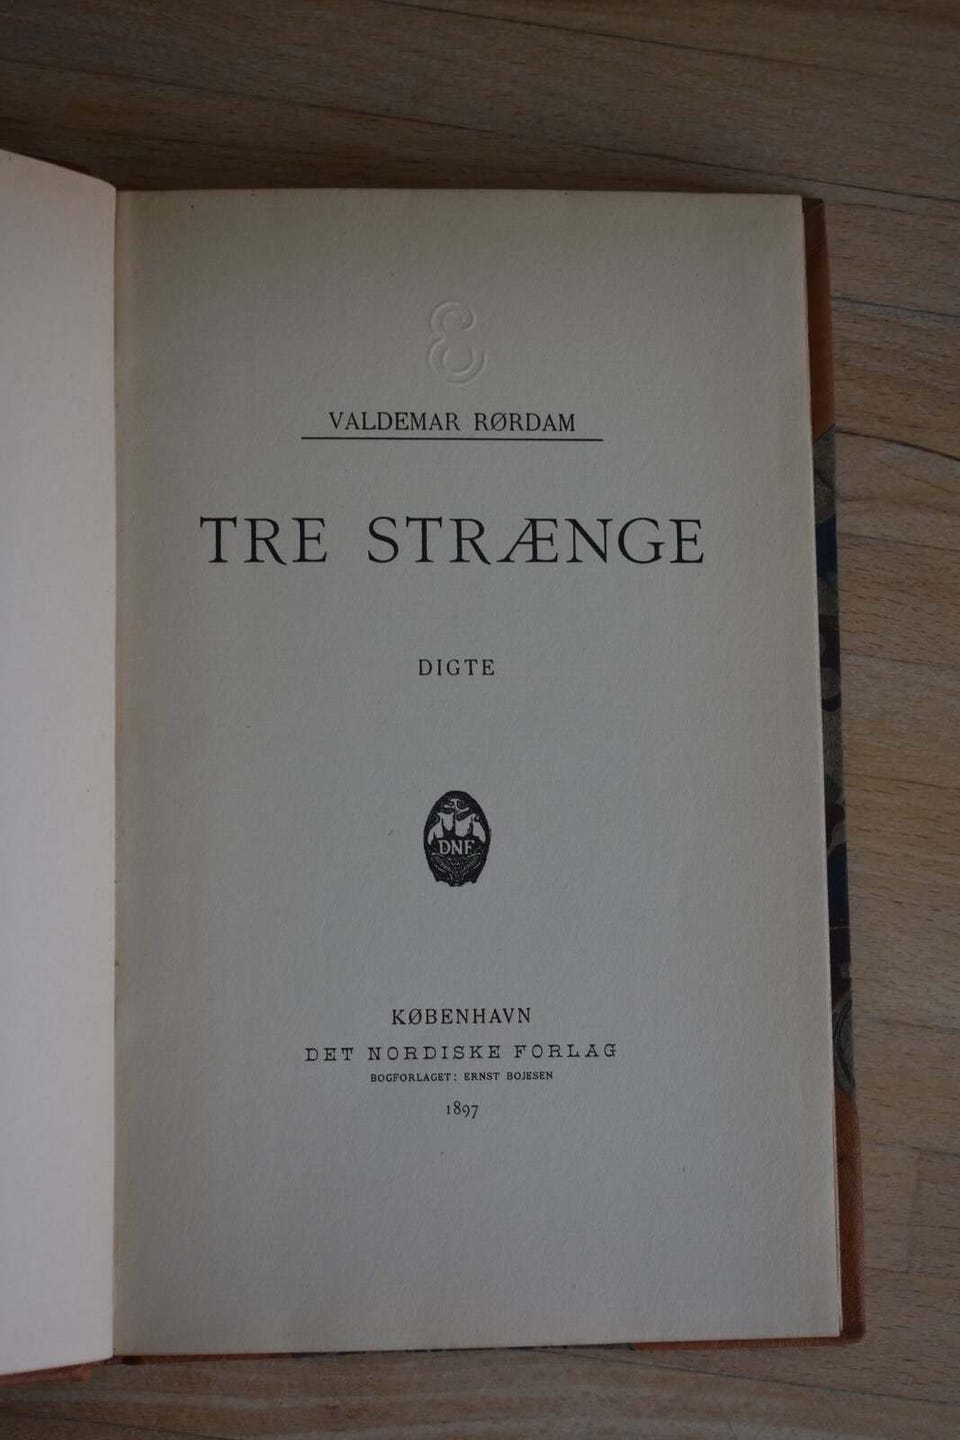 E
VALDEMAR RØRDAM
TRE STRÆNGE
DIGTE
DNF
KØBENHAVN
DET NORDISKE FORLAG
BOGFORLAGET: ERNST BOJESEN
1897